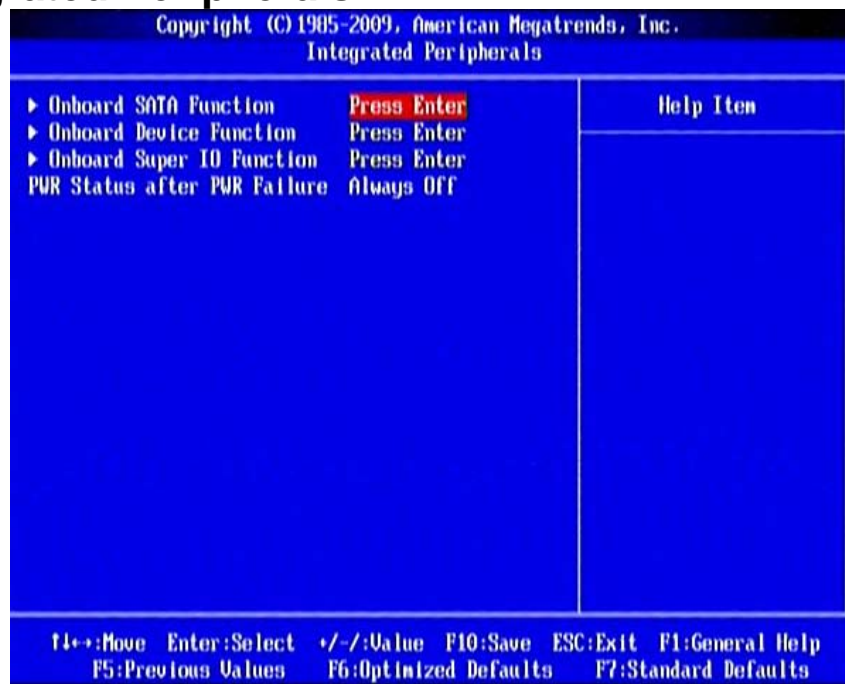 Copyright (C)1985-2009, American Megatrends, Inc.
Integrated Peripherals
▶ Onboard SATA Function Press Enter
▶ Onboard Device Function Press Enter
▶ Onboard Super IO Function Press Enter
PWR Status after PWR Failure Always Off
Help Item
↑↓←→:Move Enter:Select +/-/:Value F10:Save ESC:Exit F1:General Help
F5:Previous Values F6:Optimized Defaults F7:Standard Defaults